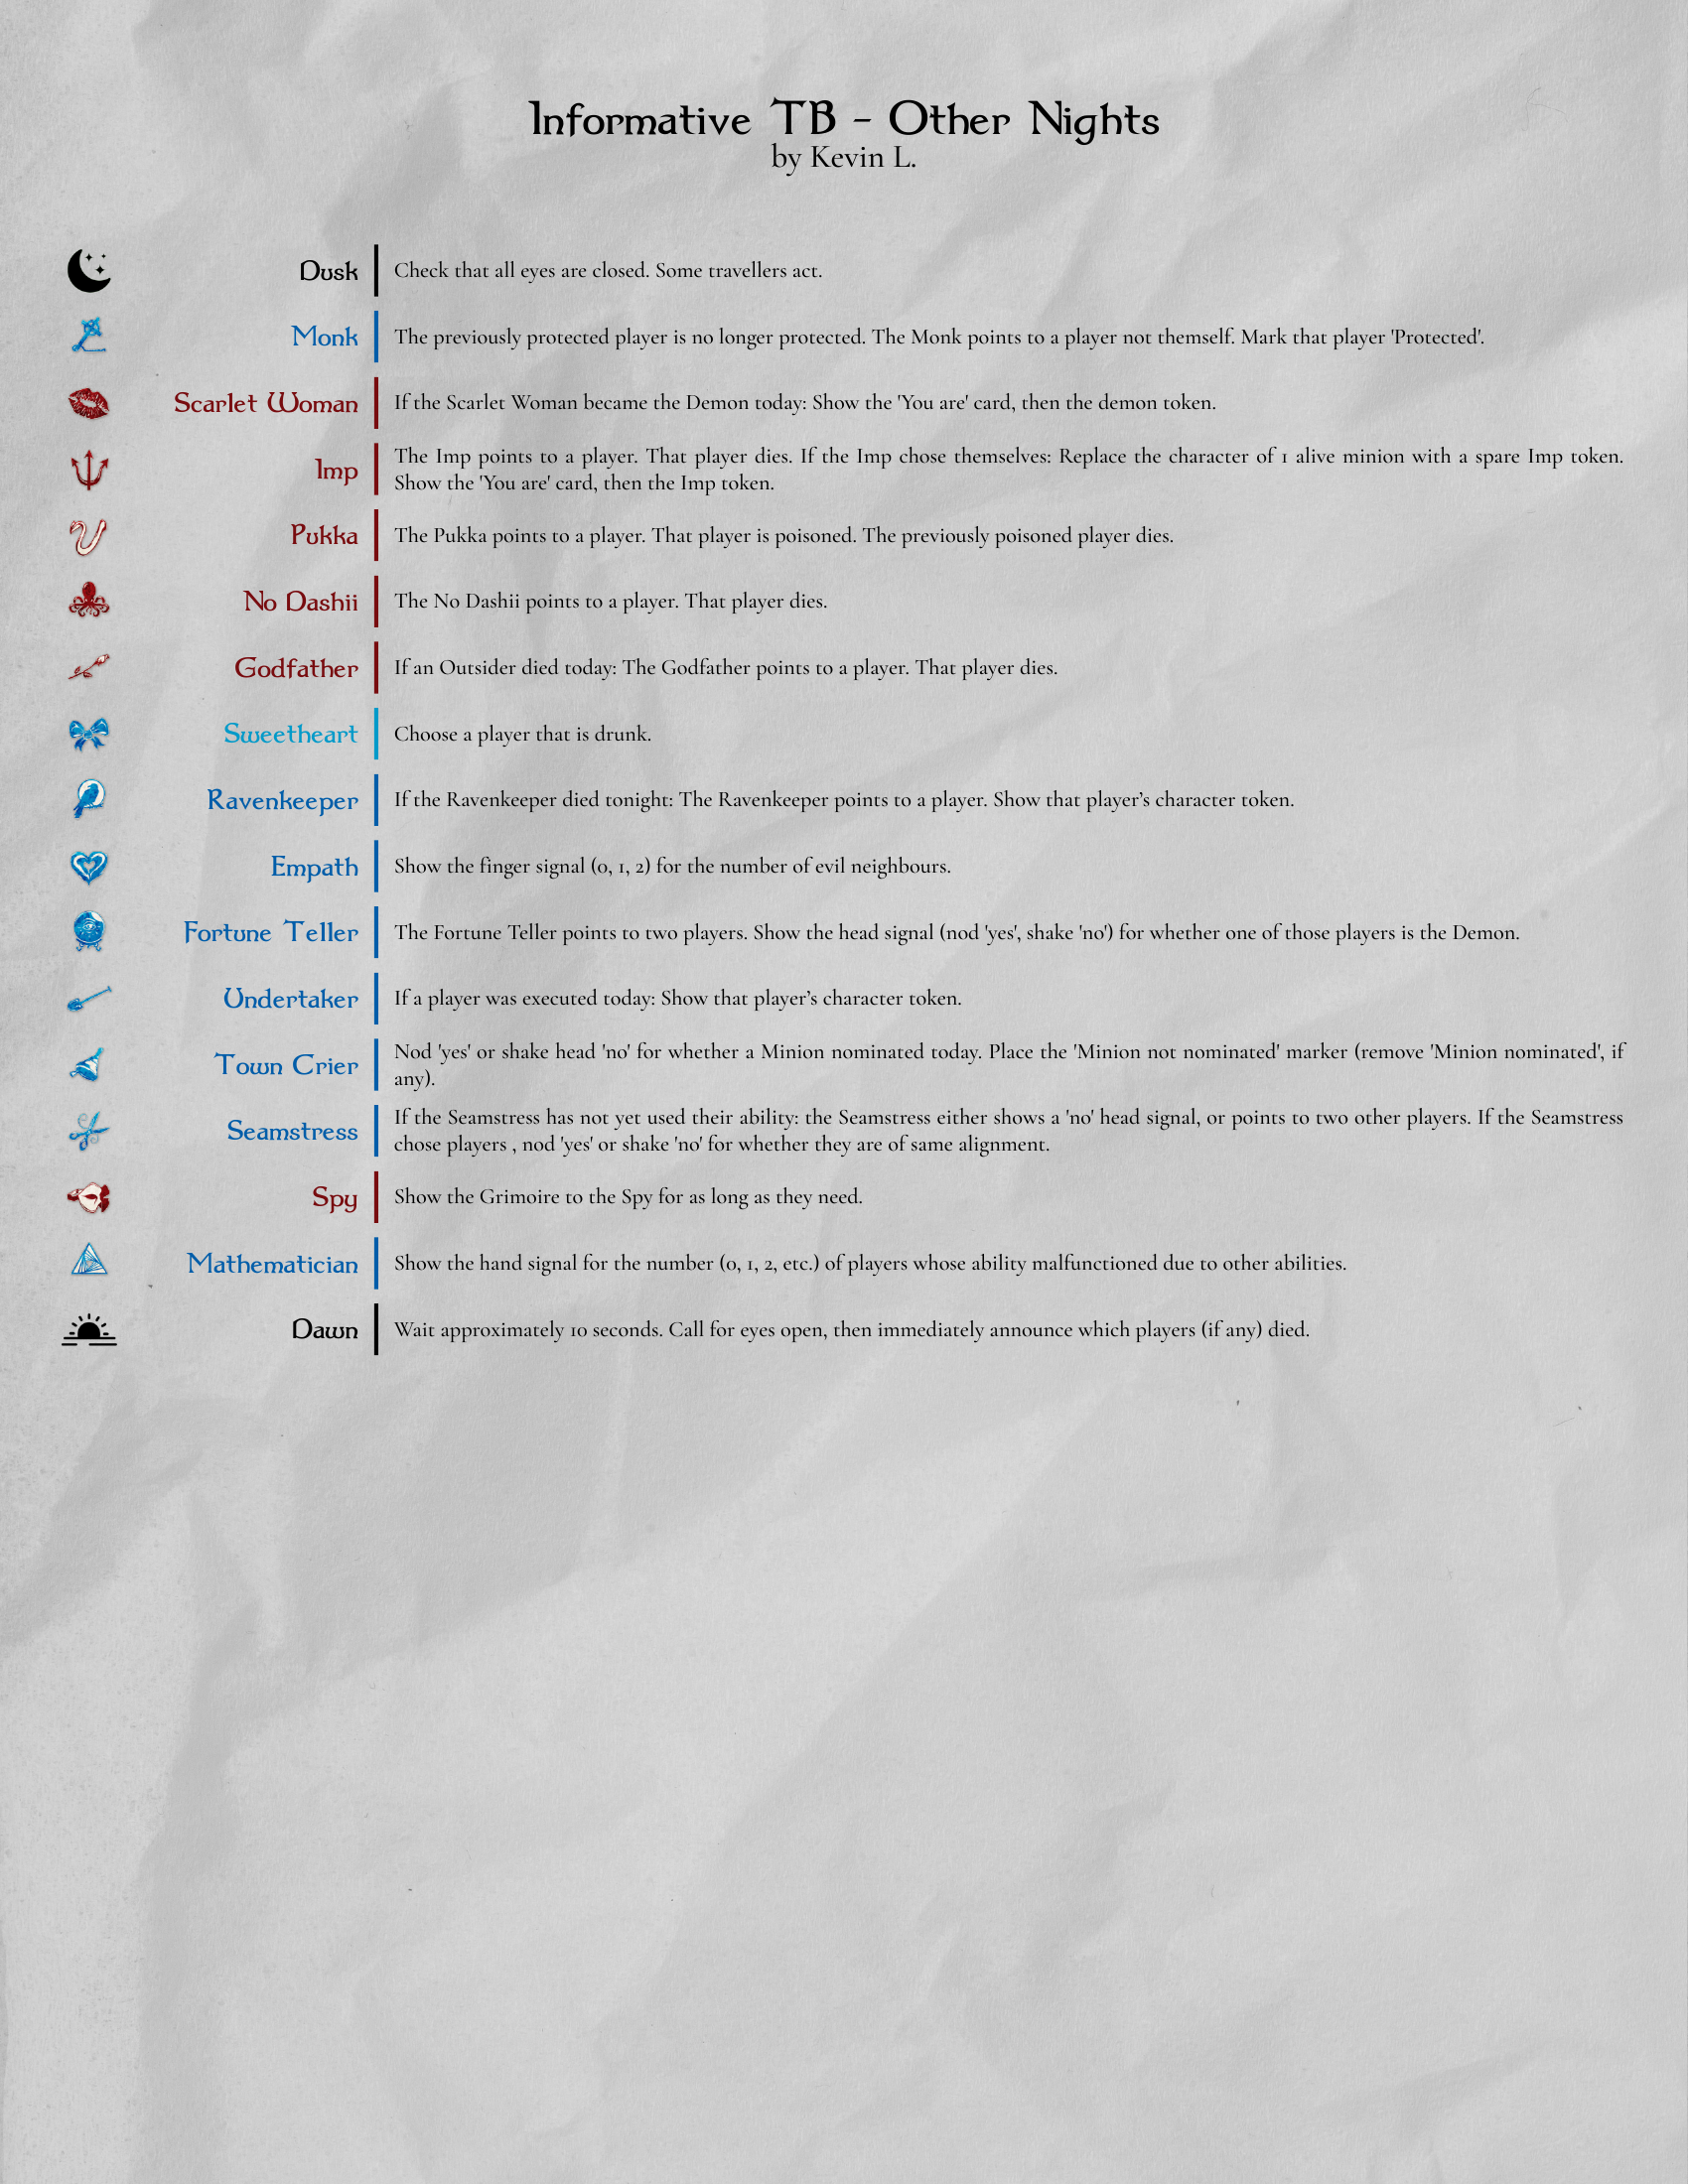 Informative TB - Other Nights
by Kevin L.
Dusk
Check that all eyes are closed. Some travellers act.
Monk
The previously protected player is no longer protected. The Monk points to a player not themself. Mark that player 'Protected'.
Scarlet Woman
If the Scarlet Woman became the Demon today: Show the 'You are' card, then the demon token.
Imp
The Imp points to a player. That player dies. If the Imp chose themselves: Replace the character of 1 alive minion with a spare Imp token.
Show the 'You are' card, then the Imp token.
Pukka
The Pukka points to a player. That player is poisoned. The previously poisoned player dies.
No Dashii
The No Dashii points to a player. That player dies.
Godfather
If an Outsider died today: The Godfather points to a player. That player dies.
Sweetheart
Choose a player that is drunk.
Ravenkeeper
If the Ravenkeeper died tonight: The Ravenkeeper points to a player. Show that player’s character token.
Empath
Show the finger signal (0, 1, 2) for the number of evil neighbours.
Fortune Teller
The Fortune Teller points to two players. Show the head signal (nod 'yes', shake 'no') for whether one of those players is the Demon.
Undertaker
If a player was executed today: Show that player’s character token.
Town Crier
Nod 'yes' or shake head 'no' for whether a Minion nominated today. Place the 'Minion not nominated' marker (remove 'Minion nominated', if
any).
Seamstress
If the Seamstress has not yet used their ability: the Seamstress either shows a 'no' head signal, or points to two other players. If the Seamstress
chose players , nod 'yes' or shake 'no' for whether they are of same alignment.
Spy
Show the Grimoire to the Spy for as long as they need.
Mathematician
Show the hand signal for the number (0, 1, 2, etc.) of players whose ability malfunctioned due to other abilities.
Dawn
Wait approximately 10 seconds. Call for eyes open, then immediately announce which players (if any) died.